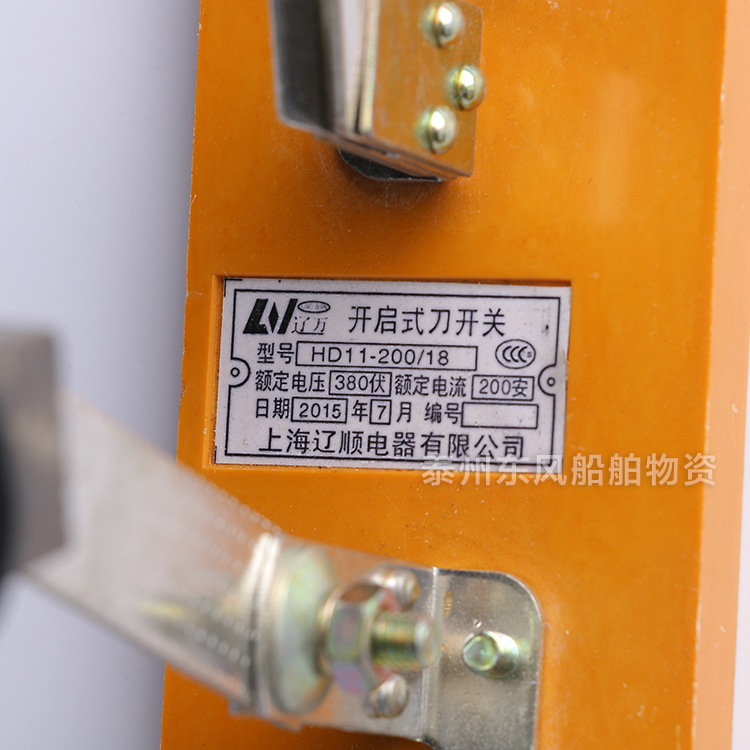 辽万 开启式刀开关
型号 HD11-200/18 CCC
额定电压 380伏 额定电流 200安
日期 2015 年 7 月 编号
上海辽顺电器有限公司
泰州东风船舶物资